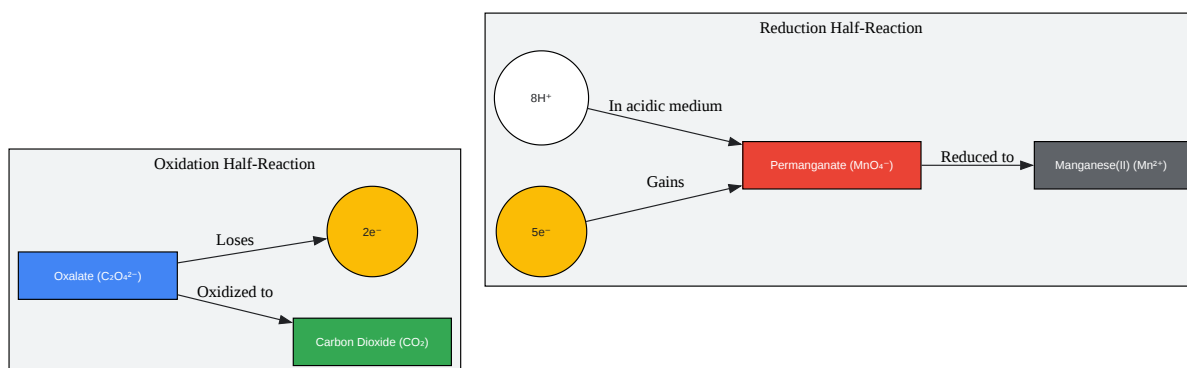 Oxidation Half-Reaction
Loses
2e⁻
Oxalate (C₂O₄²⁻)
Oxidized to
Carbon Dioxide (CO₂)
Reduction Half-Reaction
8H⁺
In acidic medium
Permanganate (MnO₄⁻)
Reduced to
Manganese(II) (Mn²⁺)
Gains
5e⁻